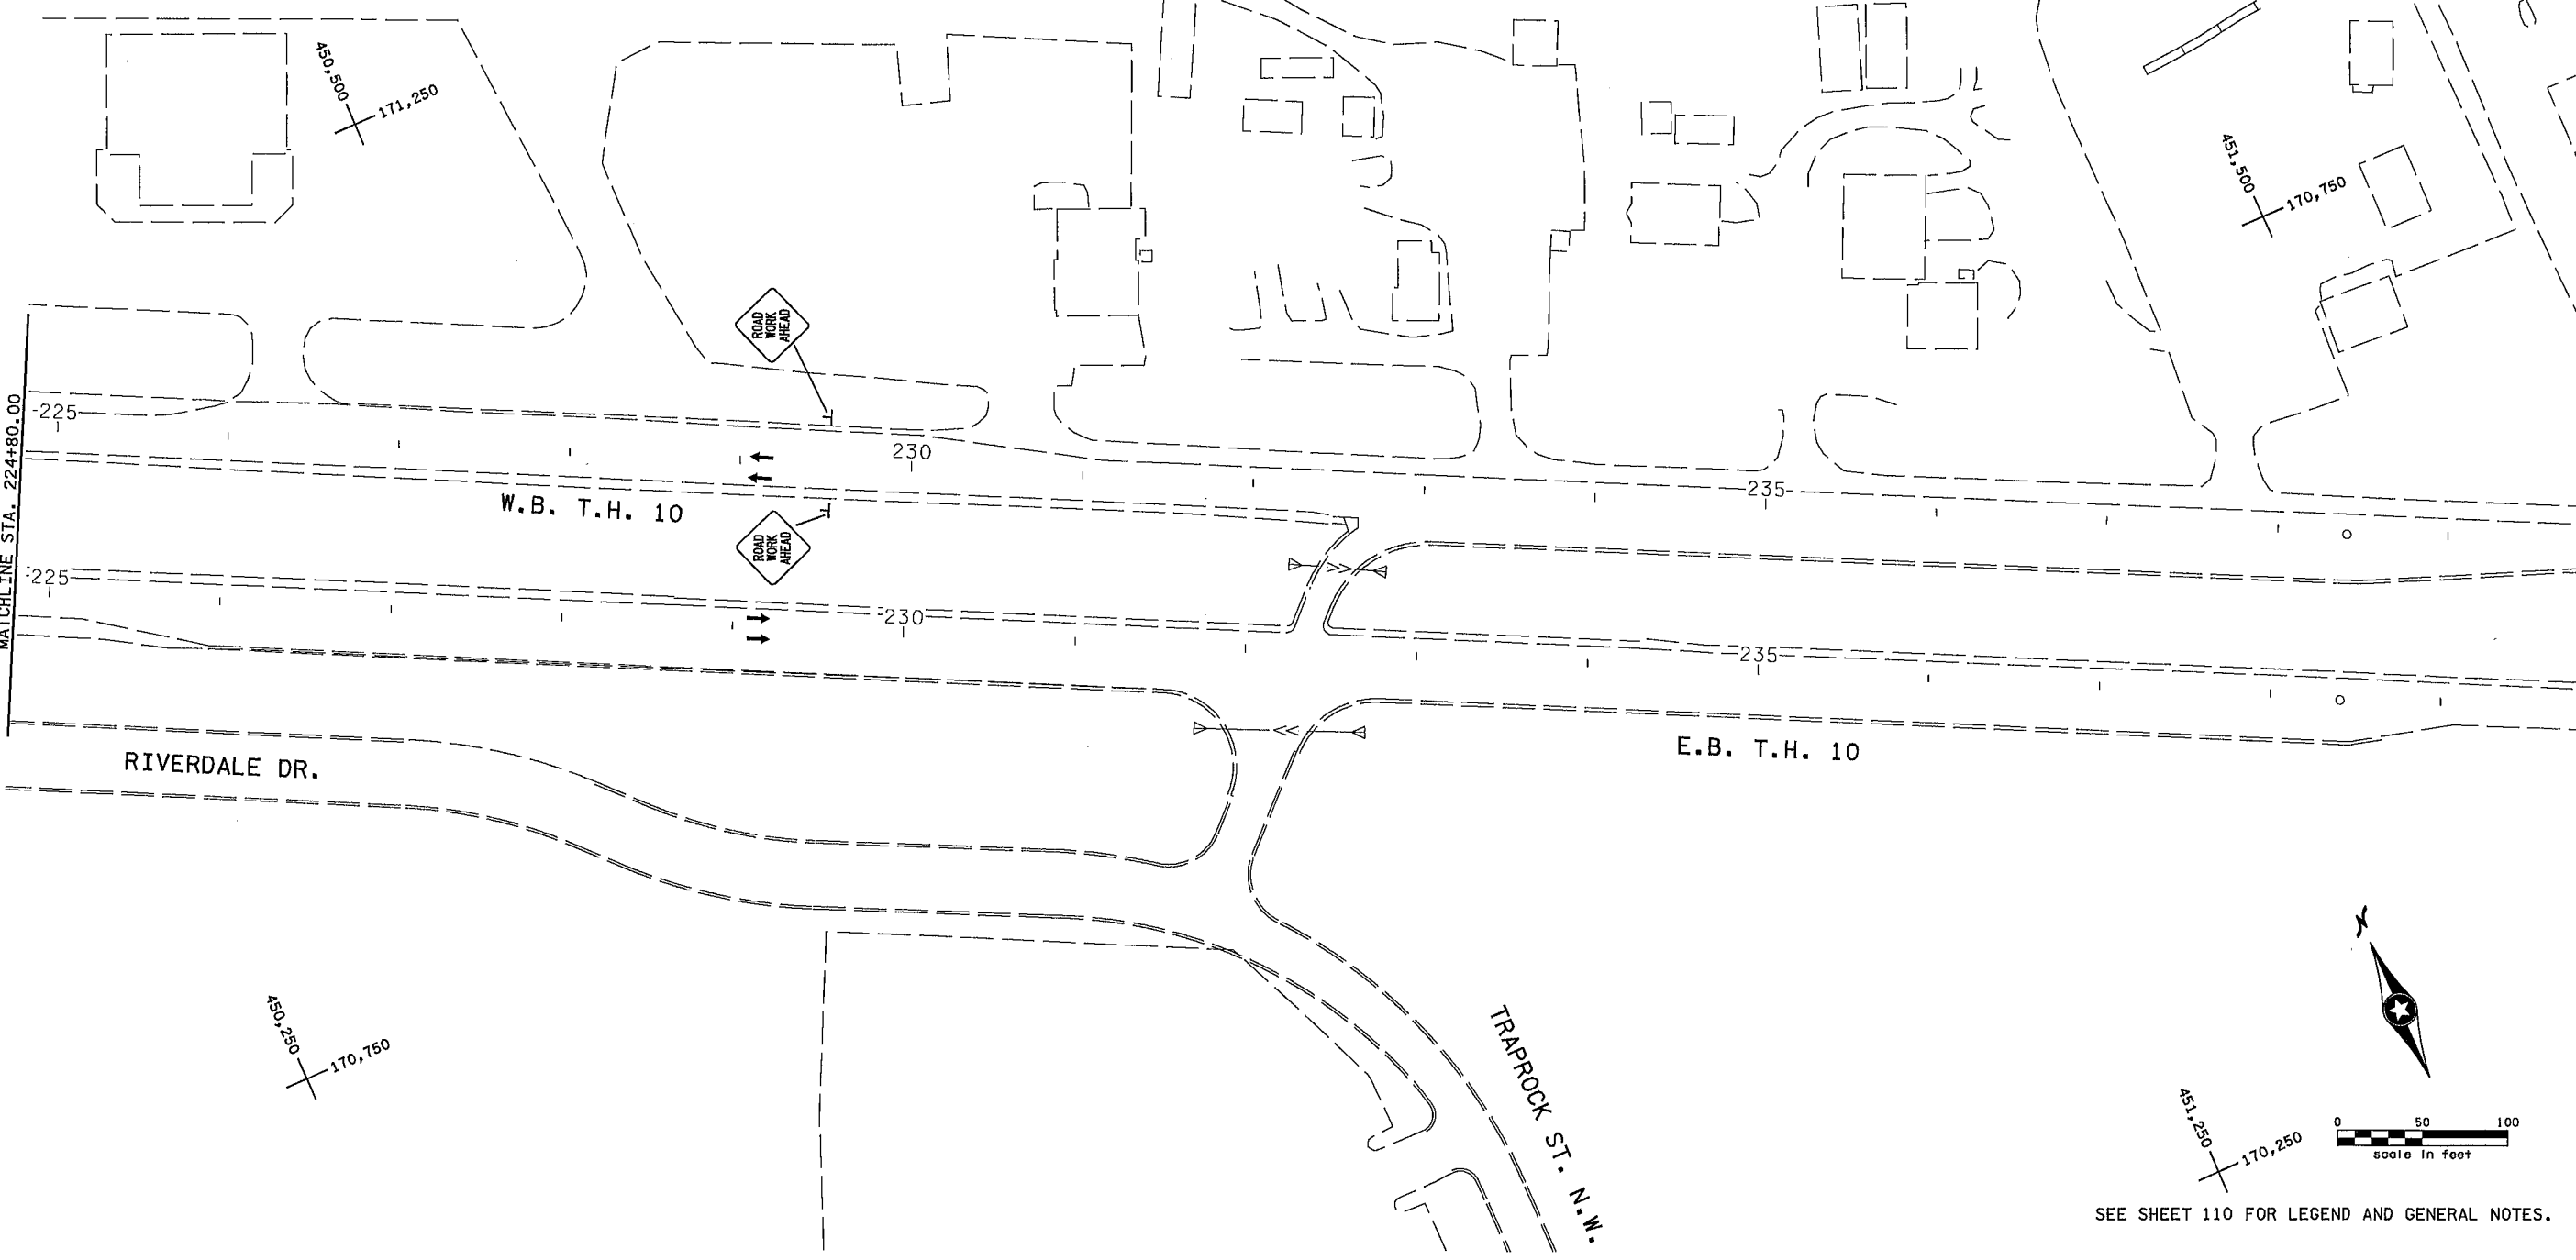 450,500
171,250
451,500
170,750
ROAD
WORK
AHEAD
MATCHLINE STA. 224+80.00
225
230
235
W.B. T.H. 10
ROAD
WORK
AHEAD
225
230
235
E.B. T.H. 10
RIVERDALE DR.
450,250
170,750
TRAPROCK ST. N.W.
N
451,250
170,250
0 50 100
scale in feet
SEE SHEET 110 FOR LEGEND AND GENERAL NOTES.